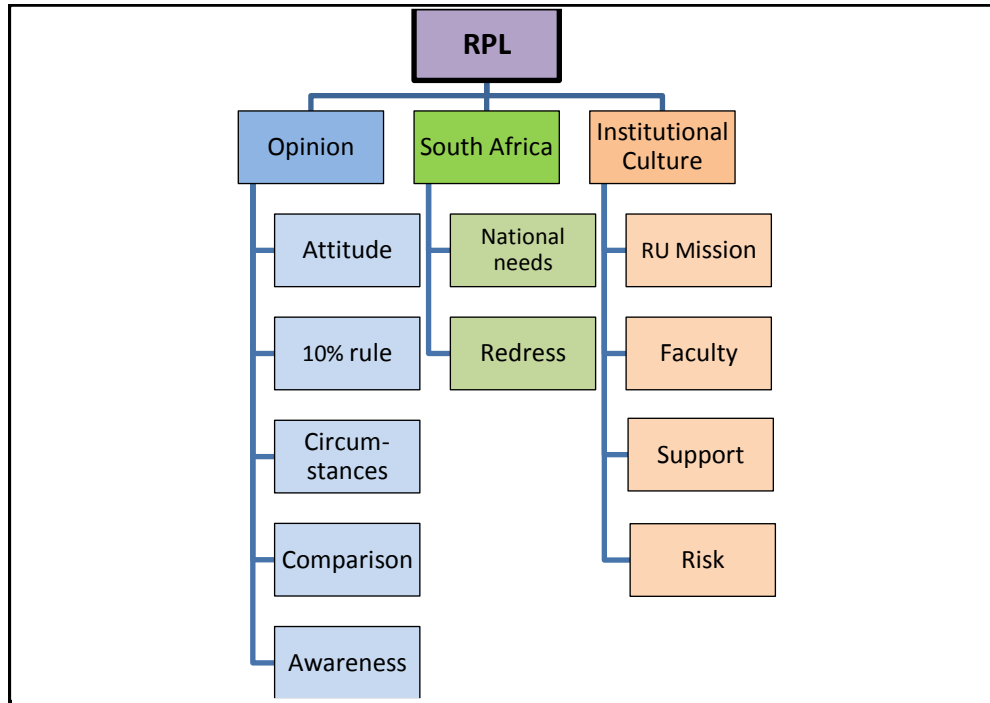 RPL
Opinion
South Africa
Institutional
Culture
Attitude
10% rule
Circum-
stances
Comparison
Awareness
National
needs
Redress
RU Mission
Faculty
Support
Risk